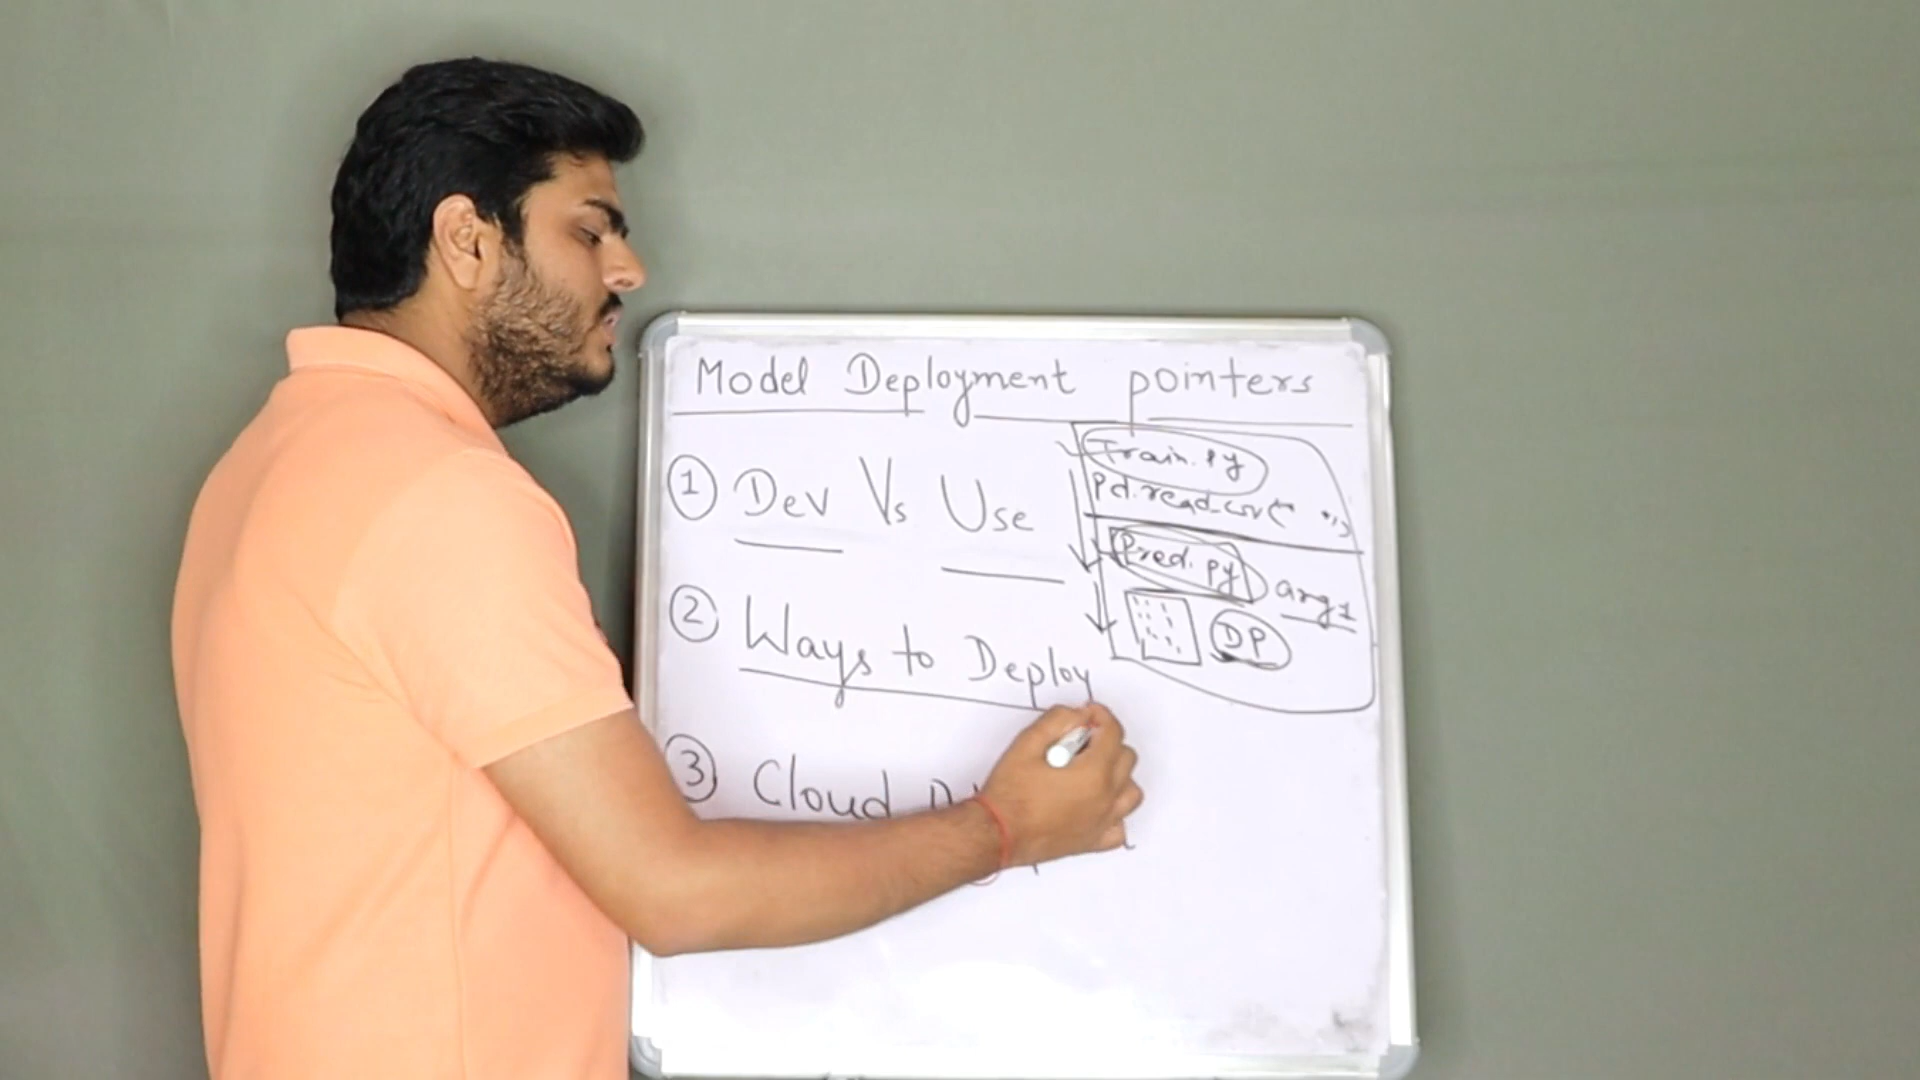 Model Deployment pointers
① Dev Vs Use
② Ways to Deploy
③ Cloud
Train.py
Pd.read_csv("
Pred.py arg1
DP